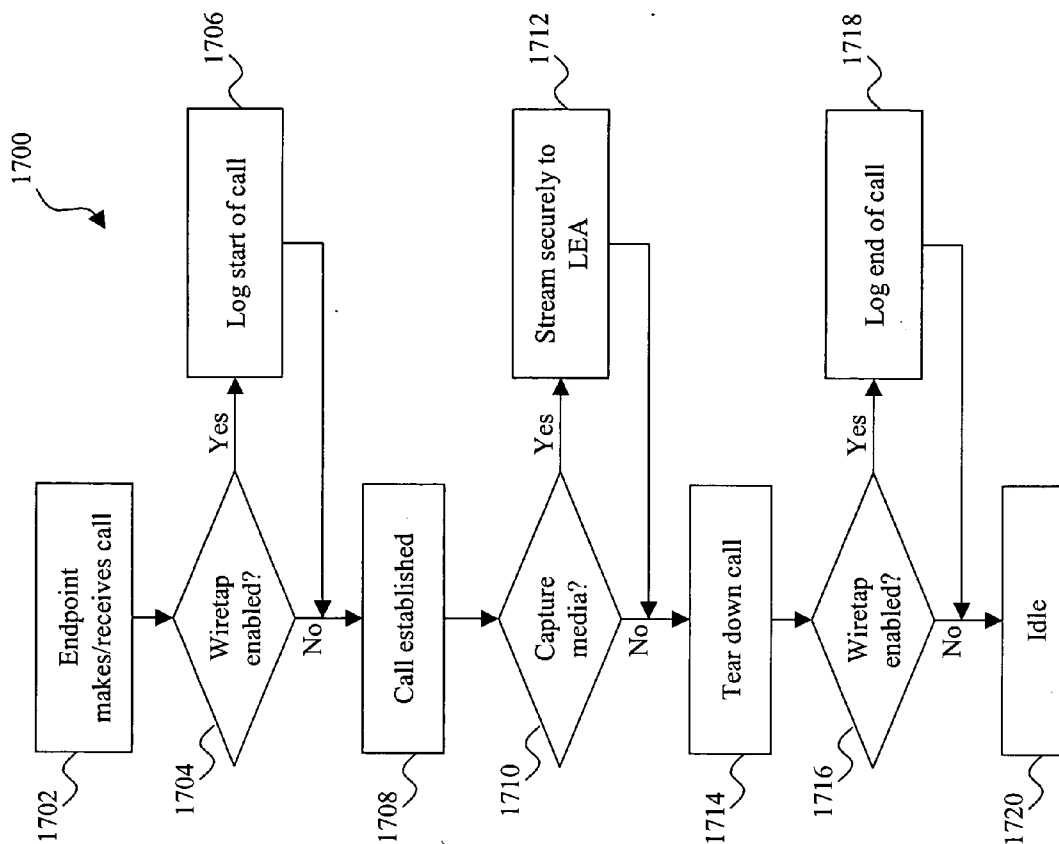 1700
1702
Endpoint
makes/receives call
1704
Wiretap
enabled?
Yes
No
Log start of call
1706
1708
Call established
1710
Capture
media?
Yes
No
Stream securely to
LEA
1712
1714
Tear down call
1716
Wiretap
enabled?
Yes
No
Log end of call
1718
1720
Idle